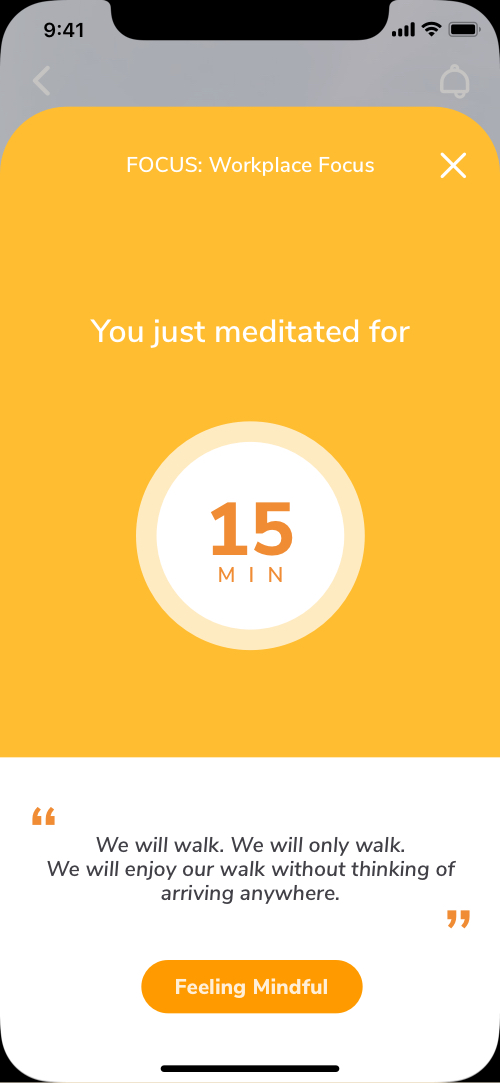 9:41
FOCUS: Workplace Focus
You just meditated for
15
MIN
“
We will walk. We will only walk.
We will enjoy our walk without thinking of
arriving anywhere.
”
Feeling Mindful